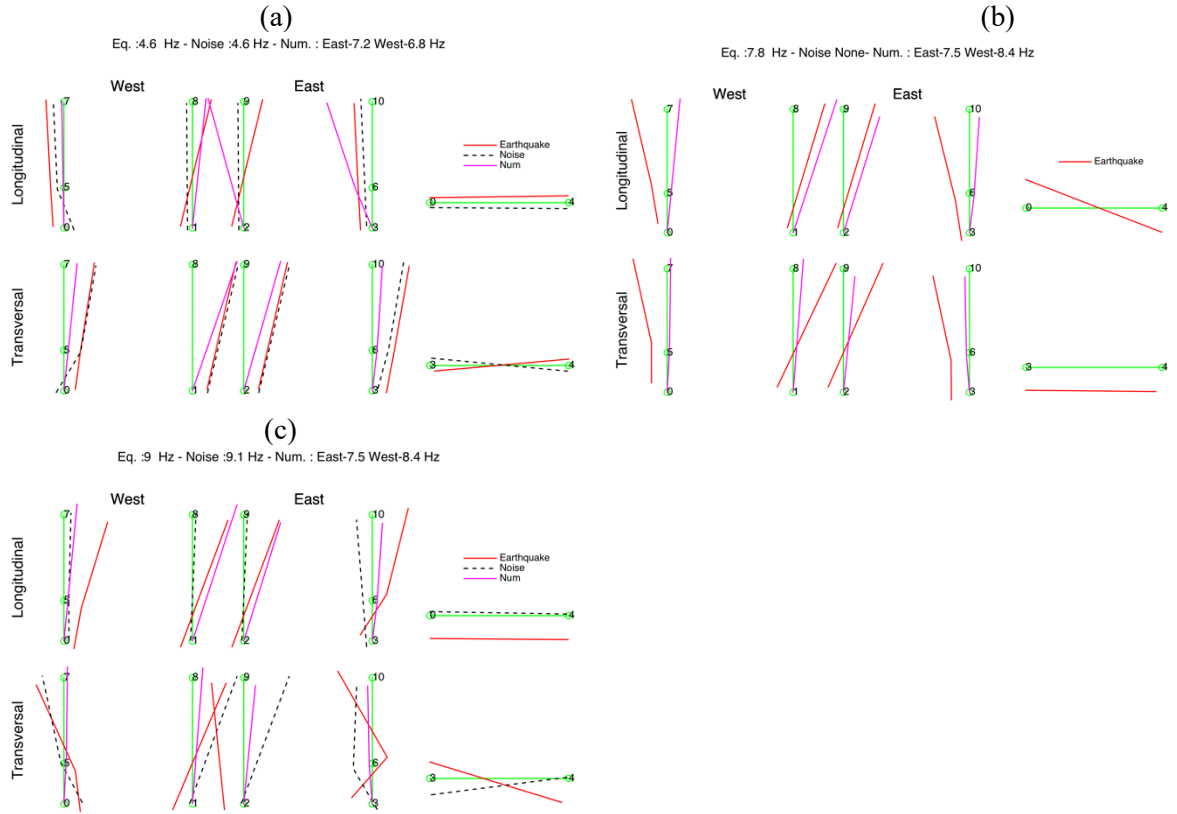 (a)
Eq. :4.6 Hz - Noise :4.6 Hz - Num. : East-7.2 West-6.8 Hz
West East
Longitudinal
7 8 9 10
5 6
0 1 2 3
Earthquake
Noise
Num
0 4
Transversal
7 8 9 10
5 6
0 1 2 3
3 4
(b)
Eq. :7.8 Hz - Noise None- Num. : East-7.5 West-8.4 Hz
West East
Longitudinal
7 8 9 10
5 6
0 1 2 3
Earthquake
0 4
Transversal
7 8 9 10
5 6
0 1 2 3
3 4
(c)
Eq. :9 Hz - Noise :9.1 Hz - Num. : East-7.5 West-8.4 Hz
West East
Longitudinal
7 8 9 10
5 6
0 1 2 3
Earthquake
Noise
Num
0 4
Transversal
7 8 9 10
5 6
0 1 2 3
3 4